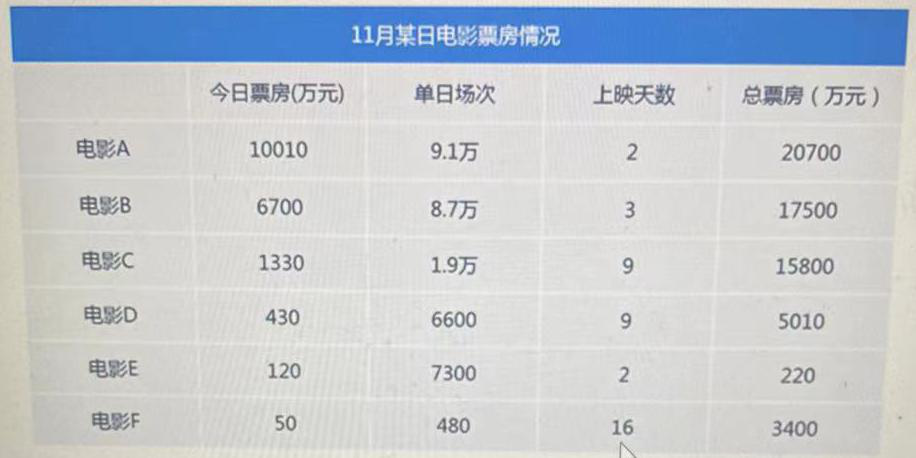 11月某日电影票房情况
今日票房(万元) 单日场次 上映天数 总票房（万元）
电影A 10010 9.1万 2 20700
电影B 6700 8.7万 3 17500
电影C 1330 1.9万 9 15800
电影D 430 6600 9 5010
电影E 120 7300 2 220
电影F 50 480 16 3400